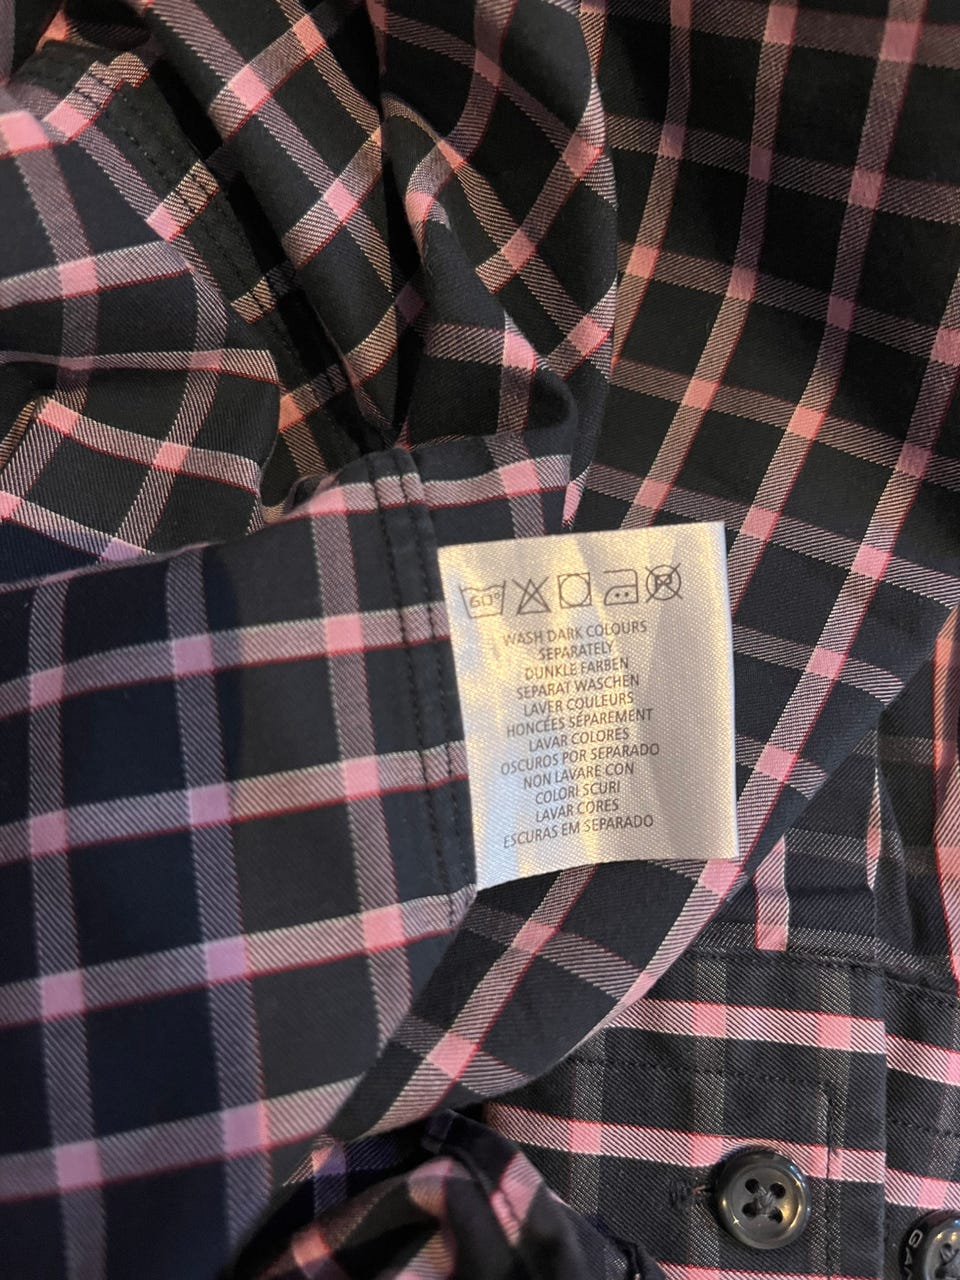 60°
WASH DARK COLOURS
SEPARATELY
DUNKLE FARBEN
SEPARAT WASCHEN
LAVER COULEURS
HONCÉES SÉPAREMENT
LAVAR COLORES
OSCUROS POR SEPARADO
NON LAVARE CON
COLORI SCURI
LAVAR CORES
ESCURAS EM SEPARADO